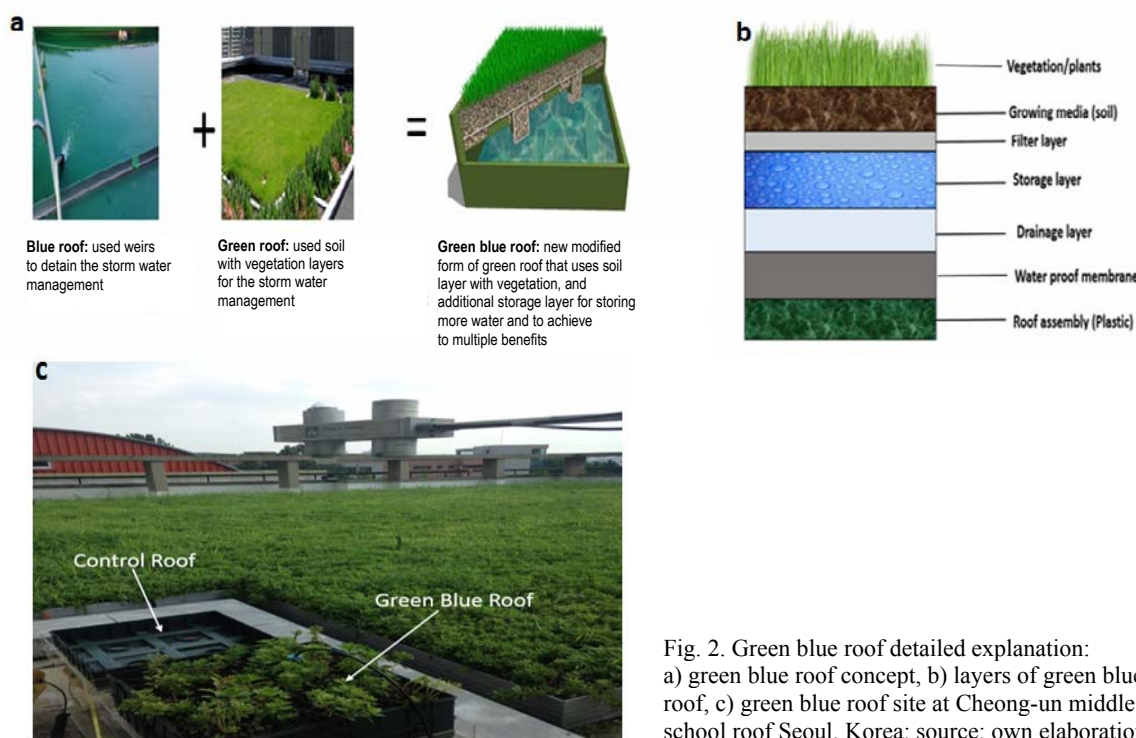 a
Blue roof: used weirs
to detain the storm water
management
+
Green roof: used soil
with vegetation layers
for the storm water
management
=
Green blue roof: new modified
form of green roof that uses soil
layer with vegetation, and
additional storage layer for storing
more water and to achieve
to multiple benefits
b
Vegetation/plants
Growing media (soil)
Filter layer
Storage layer
Drainage layer
Water proof membrane
Roof assembly (Plastic)
c
Control Roof
Green Blue Roof
Fig. 2. Green blue roof detailed explanation:
a) green blue roof concept, b) layers of green blue
roof, c) green blue roof site at Cheong-un middle
school roof Seoul, Korea; source: own elaboration